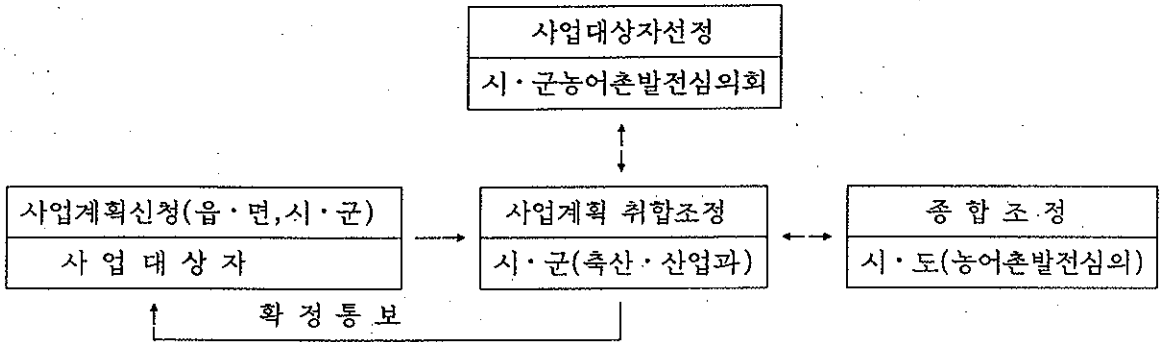 사업대상자선정
시·군농어촌발전심의회
사업계획신청(읍·면,시·군)
사 업 대 상 자
사업계획 취합조정
시·군(축산·산업과)
종 합 조 정
시·도(농어촌발전심의)
확 정 통 보